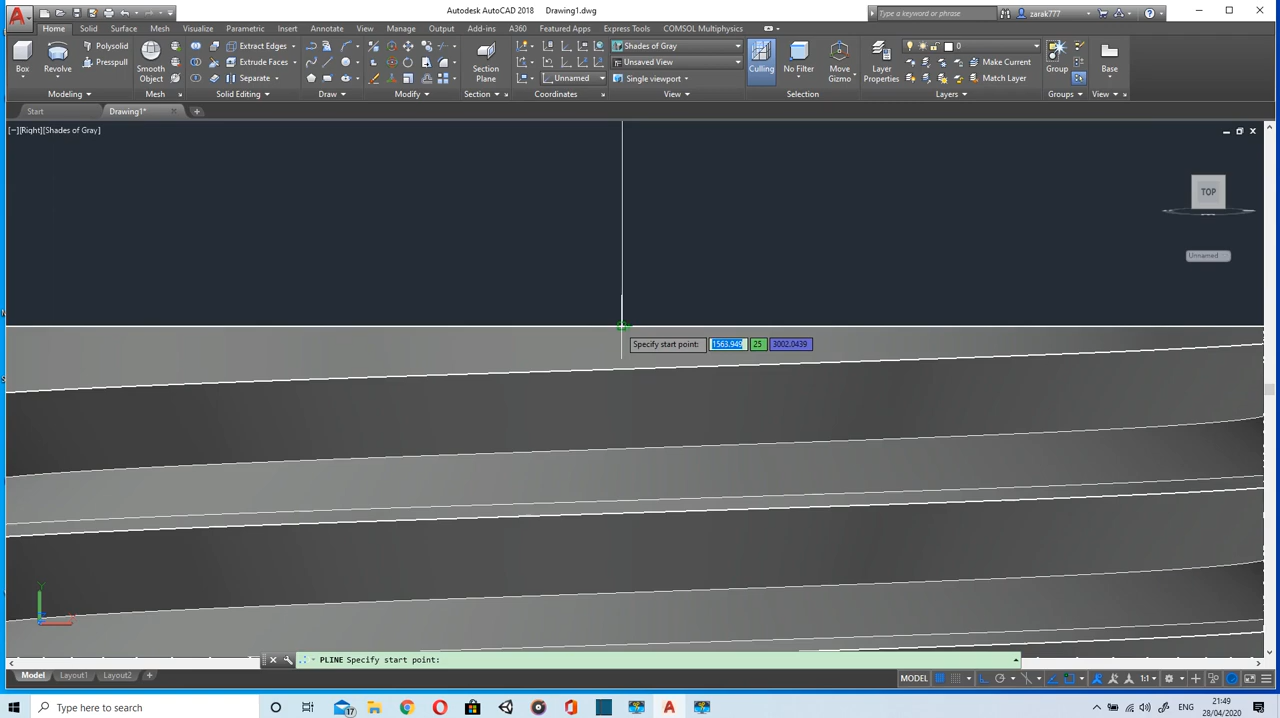 Autodesk AutoCAD 2018 Drawing1.dwg
Type a keyword or phrase
zarak777
Home Solid Surface Mesh Visualize Parametric Insert Annotate View Manage Output Add-ins A360 Featured Apps Express Tools COMSOL Multiphysics
Box
Revolve
Polysolid
Presspull
Smooth
Object
Extract Edges
Extrude Faces
Separate
Section
Plane
Unnamed
Shades of Gray
Unsaved View
Single viewport
Culling
No Filter
Move
Gizmo
Layer
Properties
0
Make Current
Match Layer
Group
Base
Modeling Mesh Solid Editing Draw Modify Section Coordinates View Selection Layers Groups View
Start Drawing1*
[−][Right][Shades of Gray]
TOP
Unnamed
Specify start point: 1563.949 25 3002.0439
Y
PLINE Specify start point:
Model Layout1 Layout2
MODEL 1:1
Type here to search
17
ENG
21:49
28/04/2020